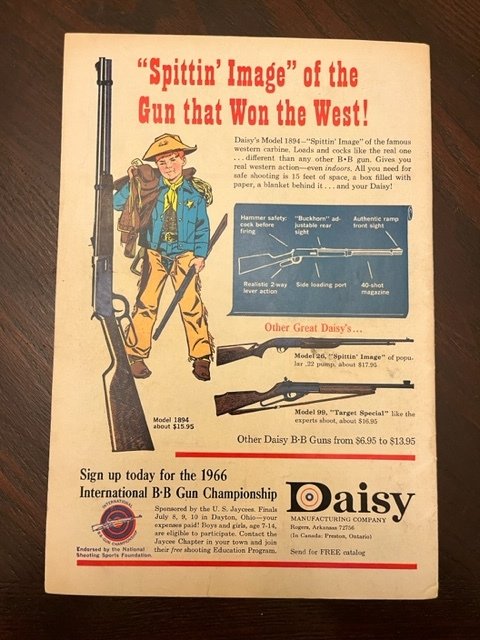 "Spittin' Image" of the
Gun that Won the West!
Daisy's Model 1894—"Spittin' Image" of the famous
western carbine. Loads and cocks like the real one
... different than any other B•B gun. Gives you
real western action—even indoors. All you need for
safe shooting is 15 feet of space, a box filled with
paper, a blanket behind it . . . and your Daisy!
Hammer safety:
cock before
firing
"Buckhorn" ad-
justable rear
sight
Authentic ramp
front sight
Realistic 2-way
lever action
Side loading port
40-shot
magazine
Other Great Daisy's...
Model 26, "Spittin' Image" of popu-
lar .22 pump, about $17.95
Model 99, "Target Special" like the
experts shoot, about $16.95
Model 1894
about $15.95
Other Daisy B•B Guns from $6.95 to $13.95
Sign up today for the 1966
International B•B Gun Championship
INTERNATIONAL
BB GUN CHAMPIONSHIP
Endorsed by the National
Shooting Sports Foundation.
Sponsored by the U. S. Jaycees. Finals
July 8, 9, 10 in Dayton, Ohio—your
expenses paid! Boys and girls, age 7-14,
are eligible to participate. Contact the
Jaycee Chapter in your town and join
their free shooting Education Program.
Daisy
MANUFACTURING COMPANY
Rogers, Arkansas 72756
(In Canada: Preston, Ontario)
Send for FREE catalog